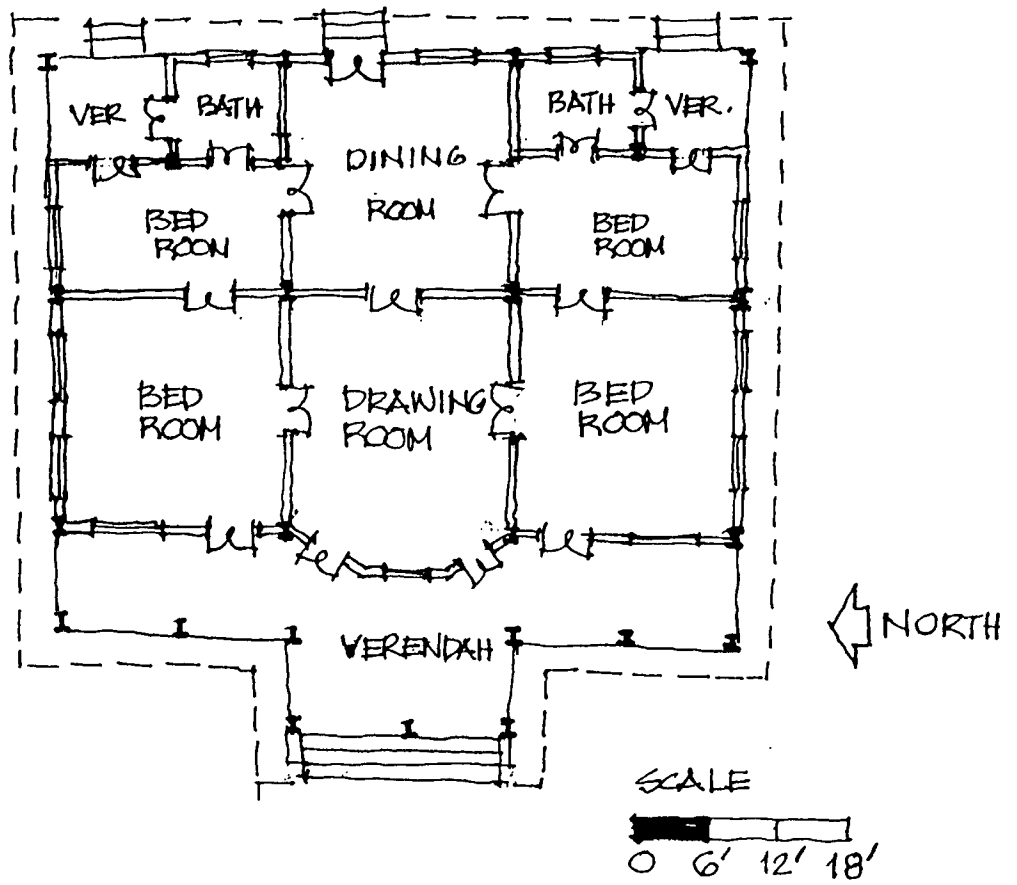 VER
BATH
DINING
ROOM
BATH
VER.
BED
ROOM
BED
ROOM
BED
ROOM
DRAWING
ROOM
BED
ROOM
VERENDAH
NORTH
SCALE
0 6' 12' 18'